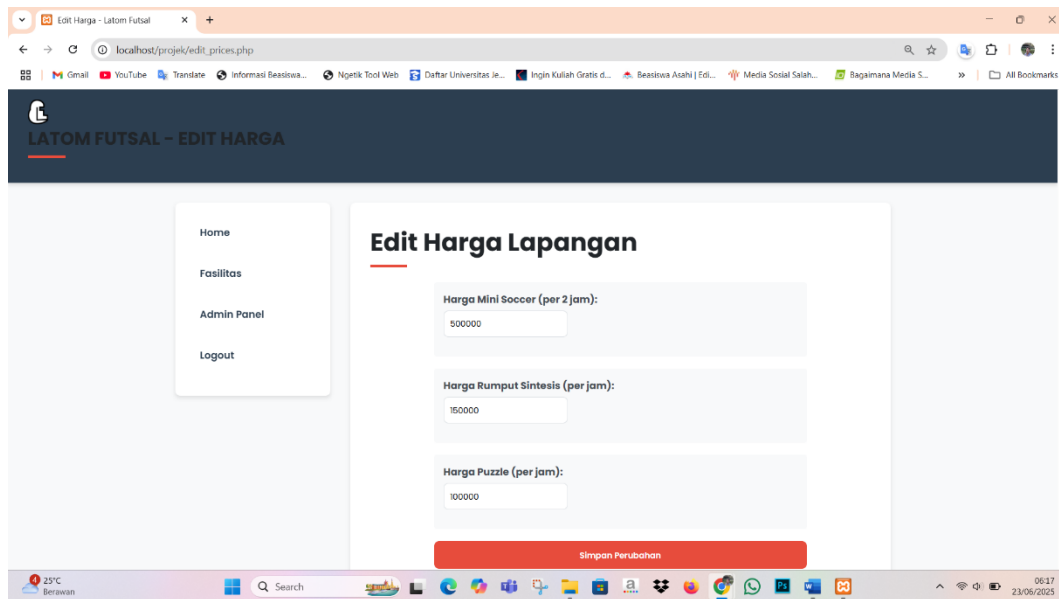 Edit Harga - Latom Futsal
localhost/projek/edit_prices.php
Gmail YouTube Translate Informasi Beasiswa... Ngetik Tool Web Daftar Universitas Je... Ingin Kuliah Gratis d... Beasiswa Asahi | Edi... Media Sosial Salah... Bagaimana Media S... » All Bookmarks
LATOM FUTSAL - EDIT HARGA
Home
Fasilitas
Admin Panel
Logout
Edit Harga Lapangan
Harga Mini Soccer (per 2 jam):
500000
Harga Rumput Sintesis (per jam):
150000
Harga Puzzle (per jam):
100000
Simpan Perubahan
4 25°C
Berawan
Search
06:17
23/06/2025